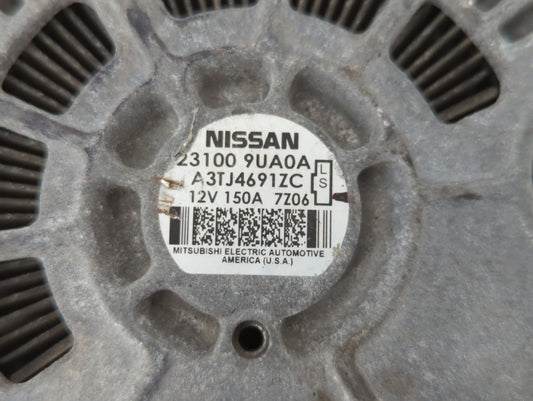 NISSAN
23100 9UA0A
A3TJ4691ZC
12V 150A 7Z06
L
S
MITSUBISHI ELECTRIC AUTOMOTIVE
AMERICA (U.S.A.)